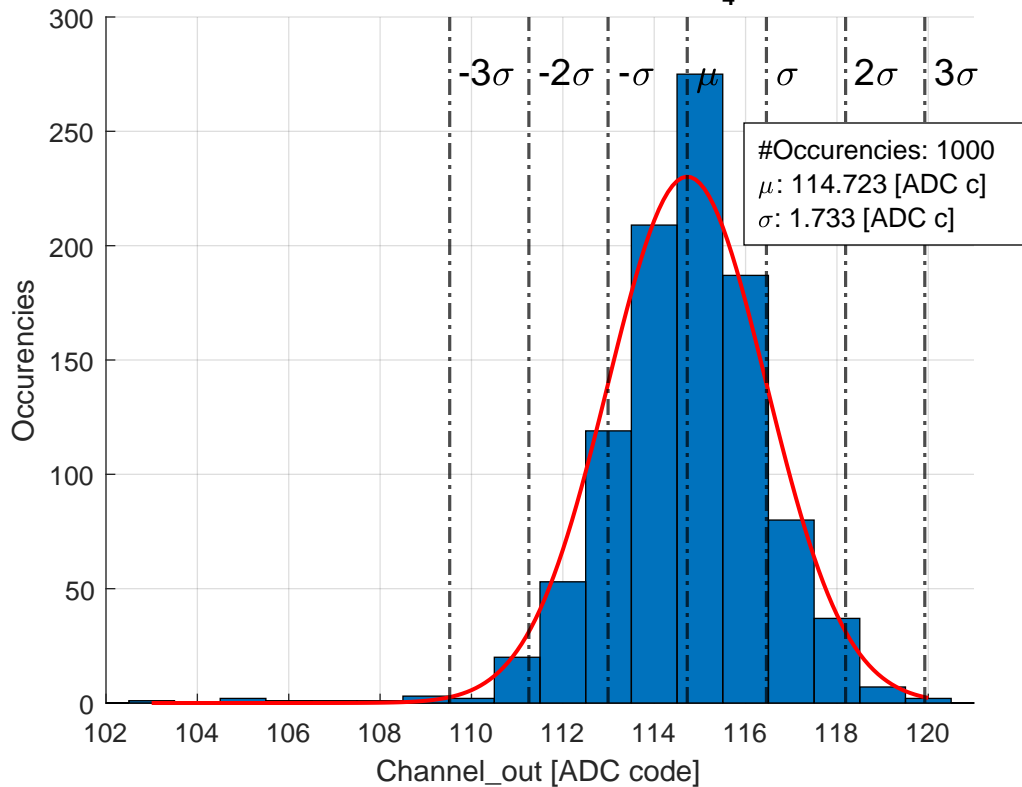 4
300
250
200
150
100
50
0
-3σ -2σ -σ μ σ 2σ 3σ
#Occurencies: 1000
μ: 114.723 [ADC c]
σ: 1.733 [ADC c]
Occurencies
102 104 106 108 110 112 114 116 118 120
Channel_out [ADC code]